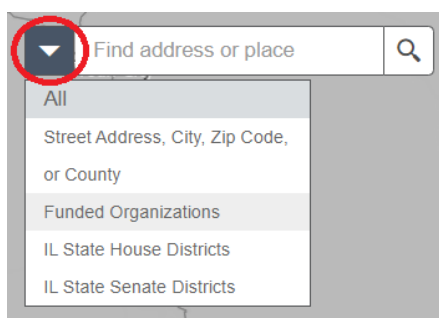 Find address or place
All
Street Address, City, Zip Code,
or County
Funded Organizations
IL State House Districts
IL State Senate Districts